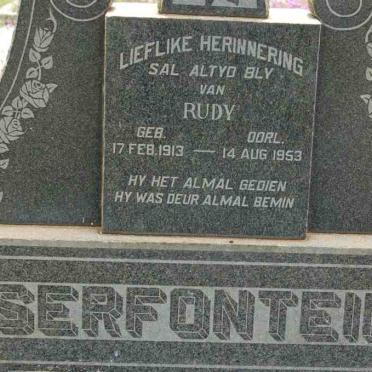 LIEFLIKE HERINNERING
SAL ALTYD BLY
VAN
RUDY
GEB. OORL.
17 FEB. 1913 — 14 AUG 1953
HY HET ALMAL GEDIEN
HY WAS DEUR ALMAL BEMIN
SERFONTEIN